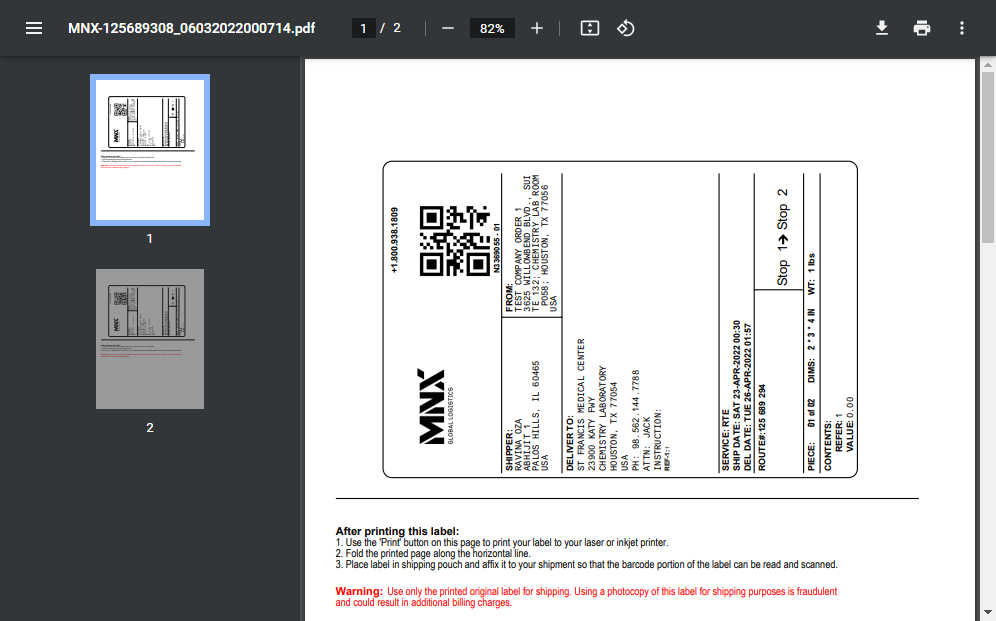 MNX-125689308_06032022000714.pdf
1 / 2
82%
1
2
+1.800.938.1809
N3369055 - 01
MNX
GLOBAL LOGISTICS
FROM:
TEST COMPANY ORDER 1
3625 WILLOWBEND BLVD., SUI
TE 132; CHEMISTRY LAB ROOM
P058; HOUSTON, TX 77056
USA
SHIPPER:
RAVINA OZA
ABHIJIT 1
PALOS HILLS, IL 60465
USA
DELIVER TO:
ST FRANCIS MEDICAL CENTER
23900 KATY FWY
CHEMISTRY LABORATORY
HOUSTON, TX 77054
USA
PH: 98.562.144.7788
ATTN: JACK
INSTRUCTION:
REF-1: 1
SERVICE: RTE
SHIP DATE: SAT 23-APR-2022 00:30
DEL DATE: TUE 26-APR-2022 01:57
ROUTE#:125 689 294
Stop 1➔ Stop 2
PIECE: 01 of 02 DIMS: 2 * 3 * 4 IN WT: 1 lbs
CONTENTS:
REFER: 1
VALUE: 0.00
After printing this label:
1. Use the 'Print' button on this page to print your label to your laser or inkjet printer.
2. Fold the printed page along the horizontal line.
3. Place label in shipping pouch and affix it to your shipment so that the barcode portion of the label can be read and scanned.
Warning: Use only the printed original label for shipping. Using a photocopy of this label for shipping purposes is fraudulent
and could result in additional billing charges.